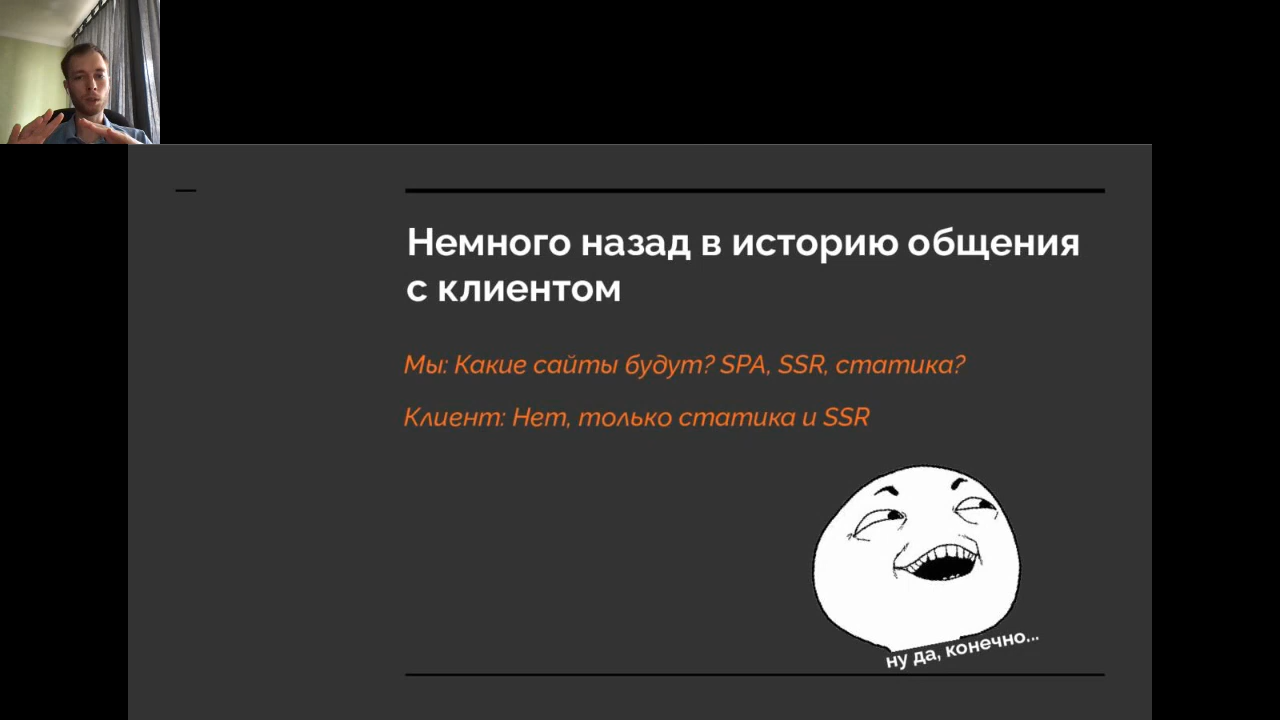 Немного назад в историю общения
с клиентом
Мы: Какие сайты будут? SPA, SSR, статика?
Клиент: Нет, только статика и SSR
ну да, конечно...